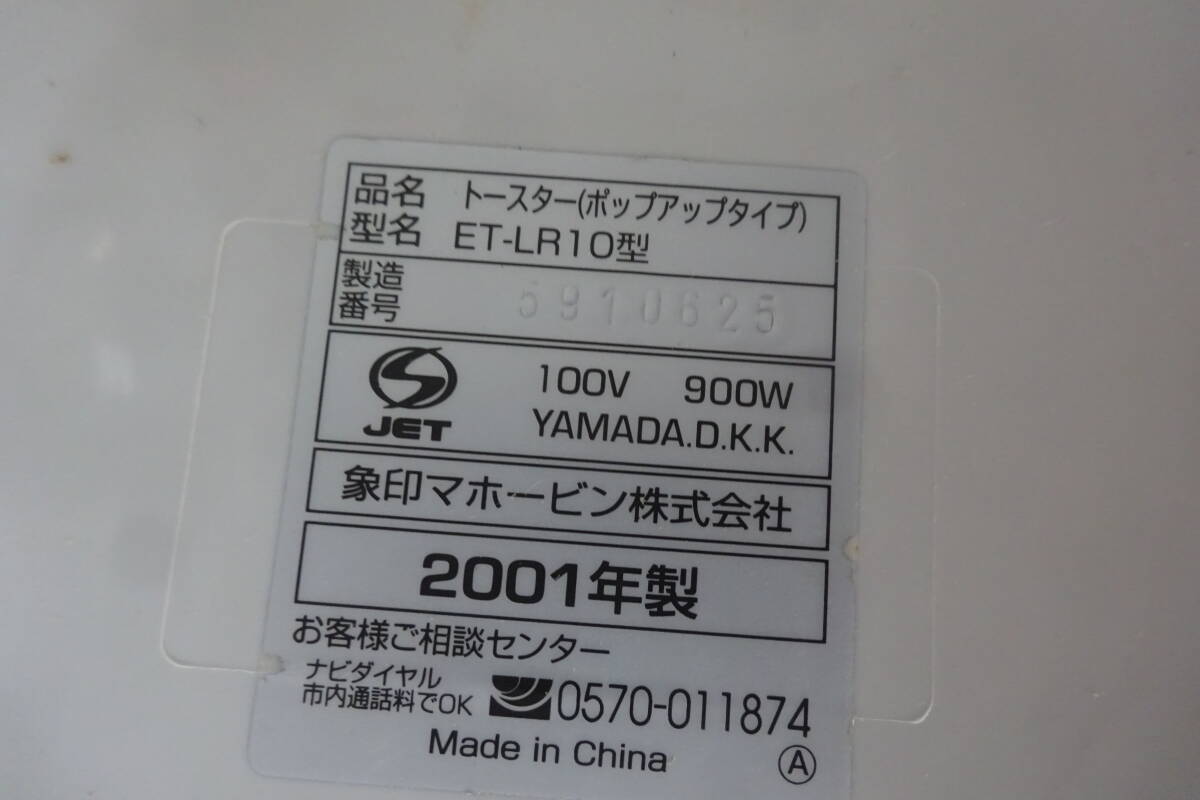 品名 トースター(ポップアップタイプ)
型名 ET-LR10型
製造
番号 5910625
JET
100V 900W
YAMADA.D.K.K.
象印マホービン株式会社
2001年製
お客様ご相談センター
ナビダイヤル
市内通話料でOK 0570-011874
Made in China A